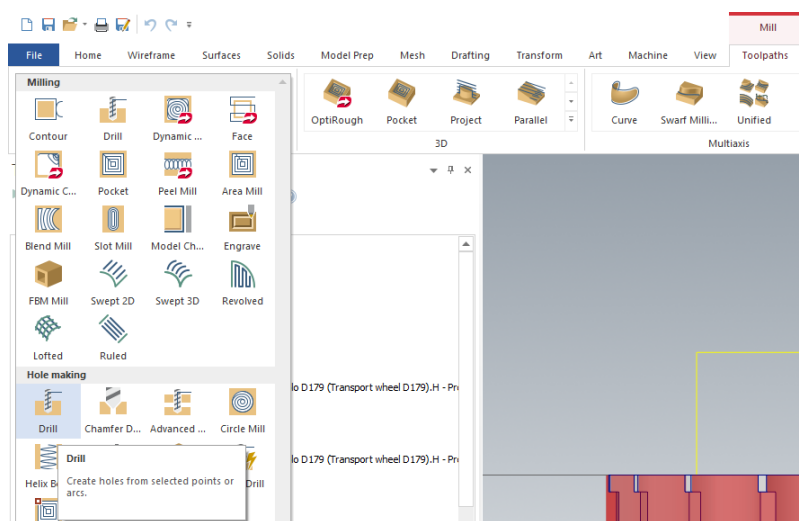 Mill
File Home Wireframe Surfaces Solids Model Prep Mesh Drafting Transform Art Machine View Toolpaths
Milling
Contour Drill Dynamic ... Face
Dynamic C... Pocket Peel Mill Area Mill
Blend Mill Slot Mill Model Ch... Engrave
FBM Mill Swept 2D Swept 3D Revolved
Lofted Ruled
Hole making
Drill Chamfer D... Advanced ... Circle Mill
Helix B
Drill
Drill
Create holes from selected points or
arcs.
OptiRough Pocket Project Parallel
3D
Curve Swarf Milli... Unified
Multiaxis
lo D179 (Transport wheel D179).H - Pr
lo D179 (Transport wheel D179).H - Pr